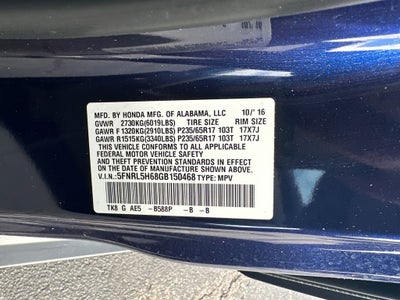 MFD. BY HONDA MFG. OF ALABAMA, LLC 10/ 16
GVWR 2730KG(6019LBS) TIRE SIZE RIM SIZE
GAWR F 1320KG(2910LBS) P235/65R17 103T 17X7J
GAWR R 1515KG(3340LBS) P235/65R17 103T 17X7J
THIS VEHICLE CONFORMS TO ALL APPLICABLE
FEDERAL MOTOR VEHICLE SAFETY AND
THEFT PREVENTION STANDARDS IN EFFECT ON
THE DATE OF MANUFACTURE SHOWN ABOVE.
V.I.N.:5FNRL5H68GB150468 TYPE: MPV
TK8 G AE5 -B588P -B -B